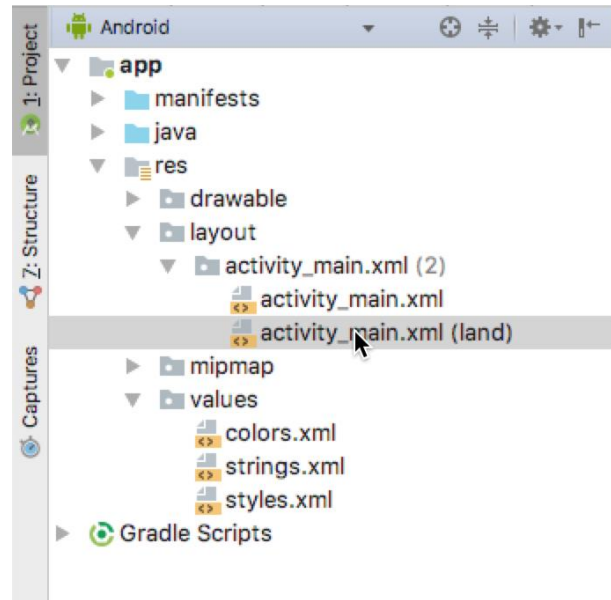 Android
1: Project
app
manifests
java
res
drawable
7: Structure
layout
activity_main.xml (2)
activity_main.xml
activity_main.xml (land)
Captures
mipmap
values
colors.xml
strings.xml
styles.xml
Gradle Scripts